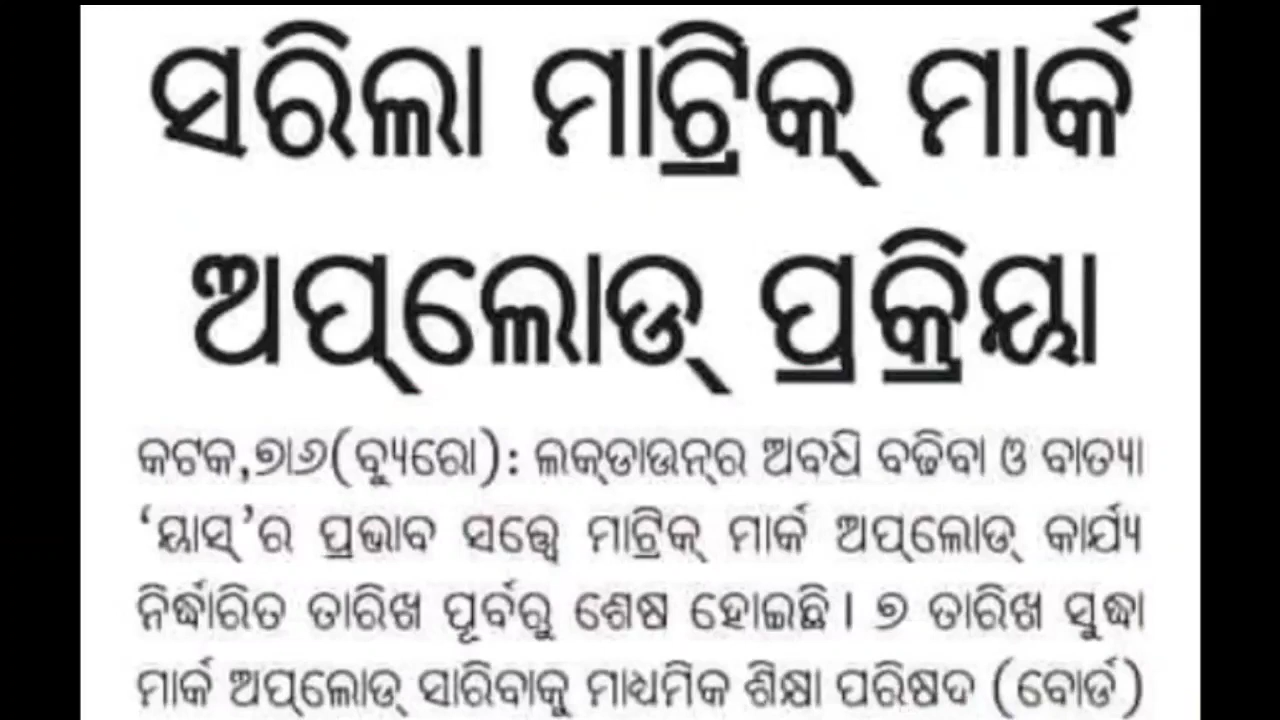 ସରିଲା ମାଟ୍ରିକ୍ ମାର୍କ
ଅପ୍‌ଲୋଡ୍ ପ୍ରକ୍ରିୟା
କଟକ,୭।୬(ବ୍ୟୁରୋ): ଲକ୍‌ଡାଉନ୍‌ର ଅବଧି ବଢିବା ଓ ବାତ୍ୟା
‘ୟାସ୍’ର ପ୍ରଭାବ ସତ୍ତ୍ୱେ ମାଟ୍ରିକ୍ ମାର୍କ ଅପ୍‌ଲୋଡ୍ କାର୍ଯ୍ୟ
ନିର୍ଦ୍ଧାରିତ ତାରିଖ ପୂର୍ବରୁ ଶେଷ ହୋଇଛି। ୭ ତାରିଖ ସୁଦ୍ଧା
ମାର୍କ ଅପ୍‌ଲୋଡ୍ ସାରିବାକୁ ମାଧ୍ୟମିକ ଶିକ୍ଷା ପରିଷଦ (ବୋର୍ଡ)